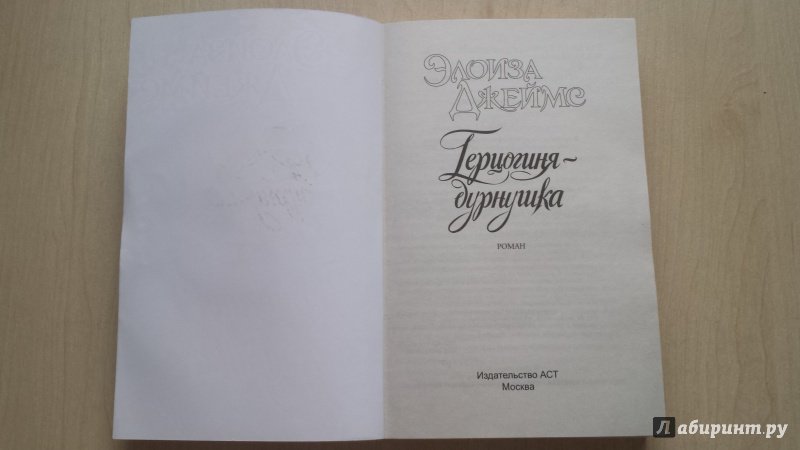 Элоиза
Джеймс
Герцогиня-
дурнушка
РОМАН
Издательство АСТ
Москва
Лабиринт.ру